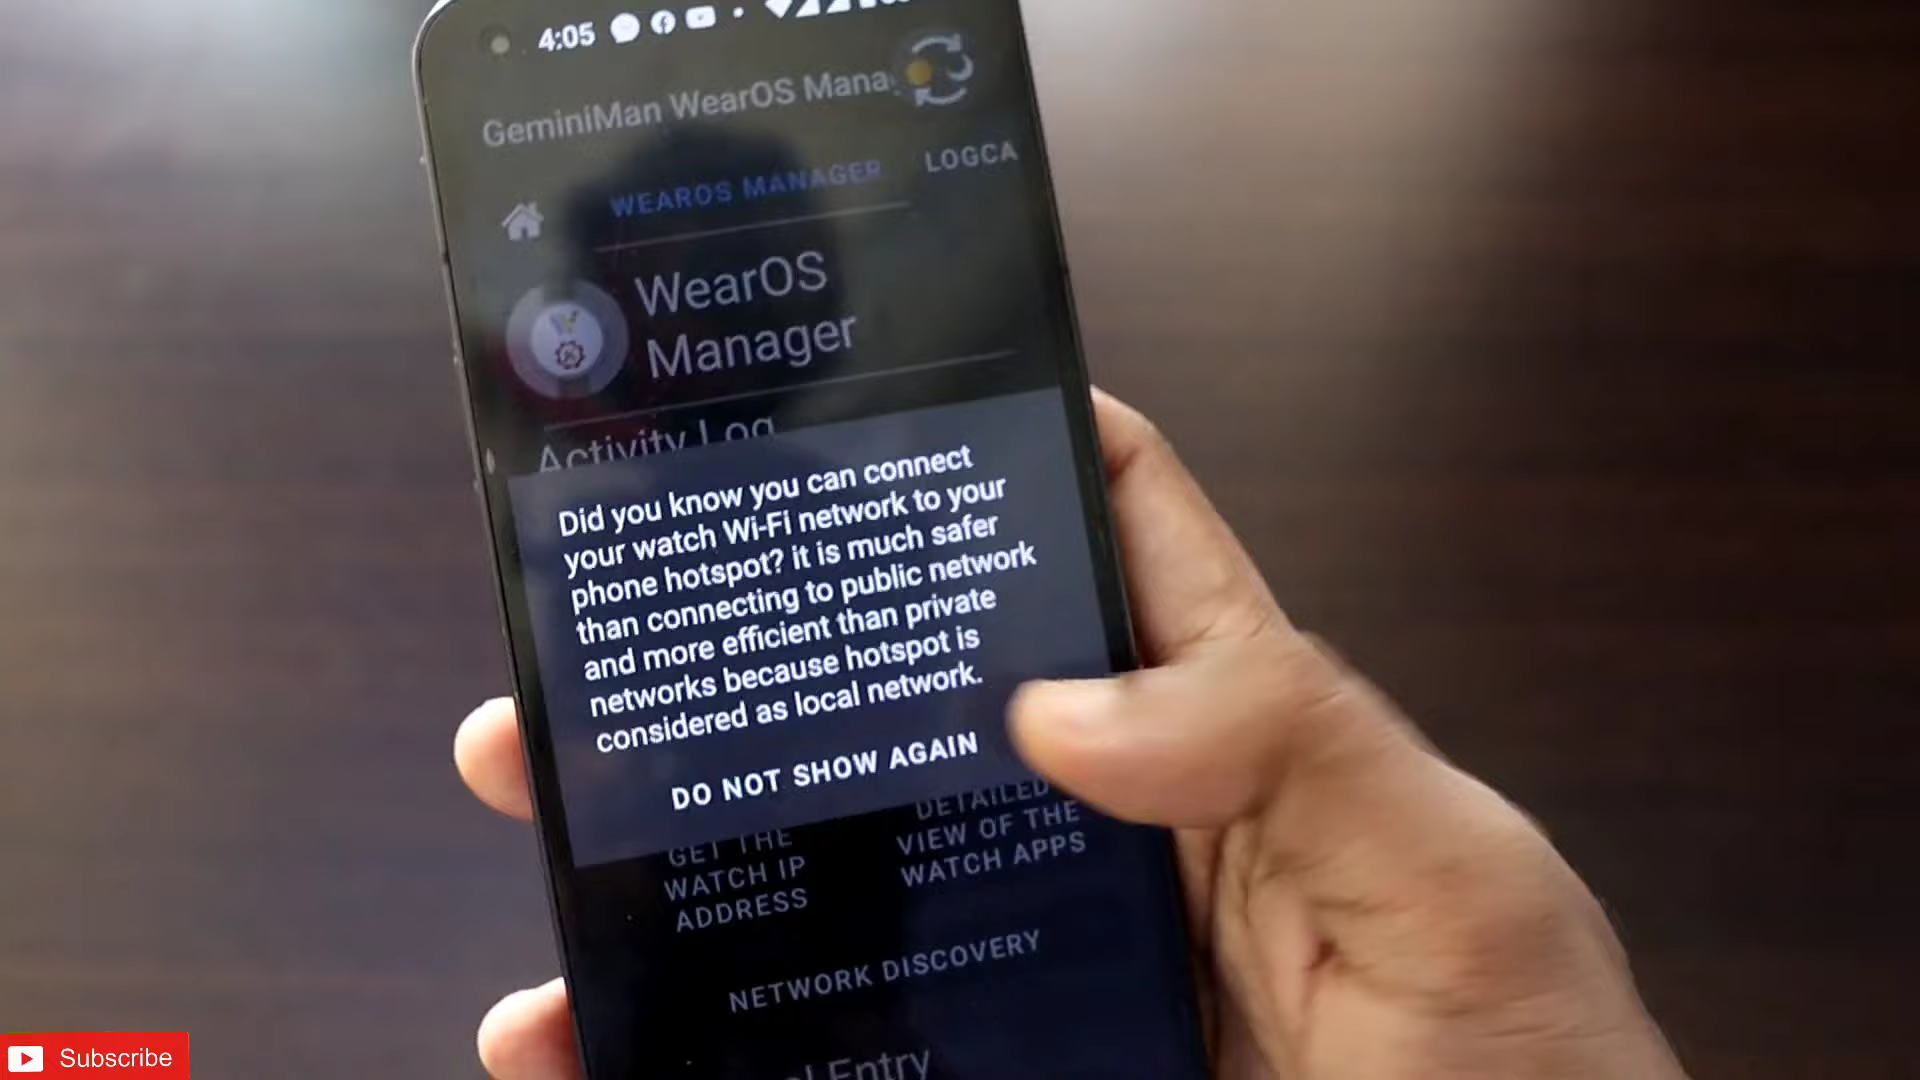 4:05
GeminiMan WearOS Mana
WEAROS MANAGER
LOGCA
WearOS
Manager
Activity Log
Did you know you can connect
your watch Wi-Fi network to your
phone hotspot? it is much safer
than connecting to public network
and more efficient than private
networks because hotspot is
considered as local network.
DO NOT SHOW AGAIN
GET THE
WATCH IP
ADDRESS
DETAILED
VIEW OF THE
WATCH APPS
NETWORK DISCOVERY
Entry
Subscribe